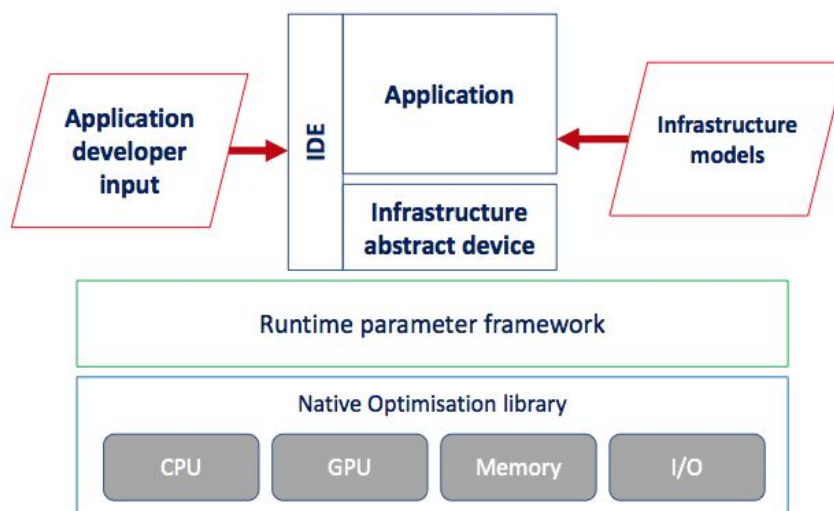 Application
developer
input
IDE
Application
Infrastructure
models
Infrastructure
abstract device
Runtime parameter framework
Native Optimisation library
CPU
GPU
Memory
I/O